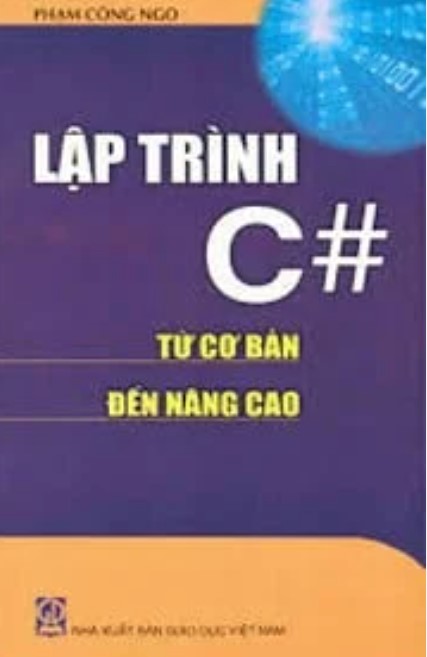 PHẠM CÔNG NGÔ
LẬP TRÌNH
C#
TỪ CƠ BẢN
ĐẾN NÂNG CAO
NHÀ XUẤT BẢN GIÁO DỤC VIỆT NAM